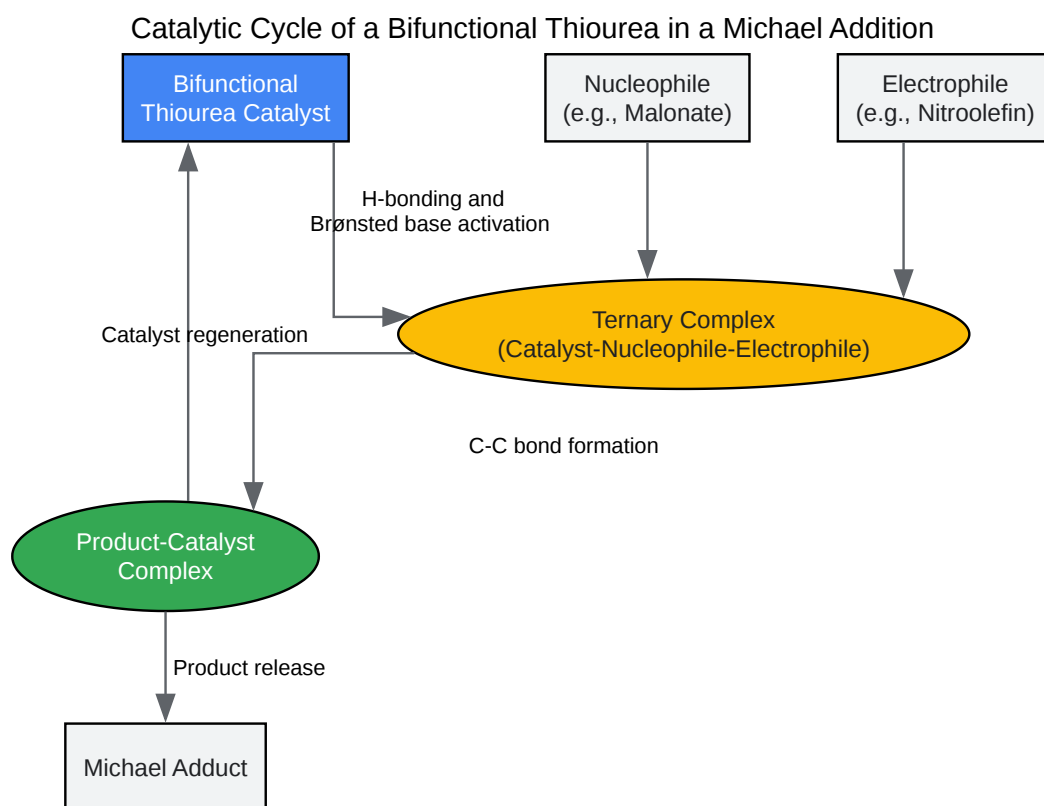 Catalytic Cycle of a Bifunctional Thiourea in a Michael Addition
Bifunctional
Thiourea Catalyst
Nucleophile
(e.g., Malonate)
Electrophile
(e.g., Nitroolefin)
H-bonding and
Brønsted base activation
Catalyst regeneration
Ternary Complex
(Catalyst-Nucleophile-Electrophile)
C-C bond formation
Product-Catalyst
Complex
Product release
Michael Adduct